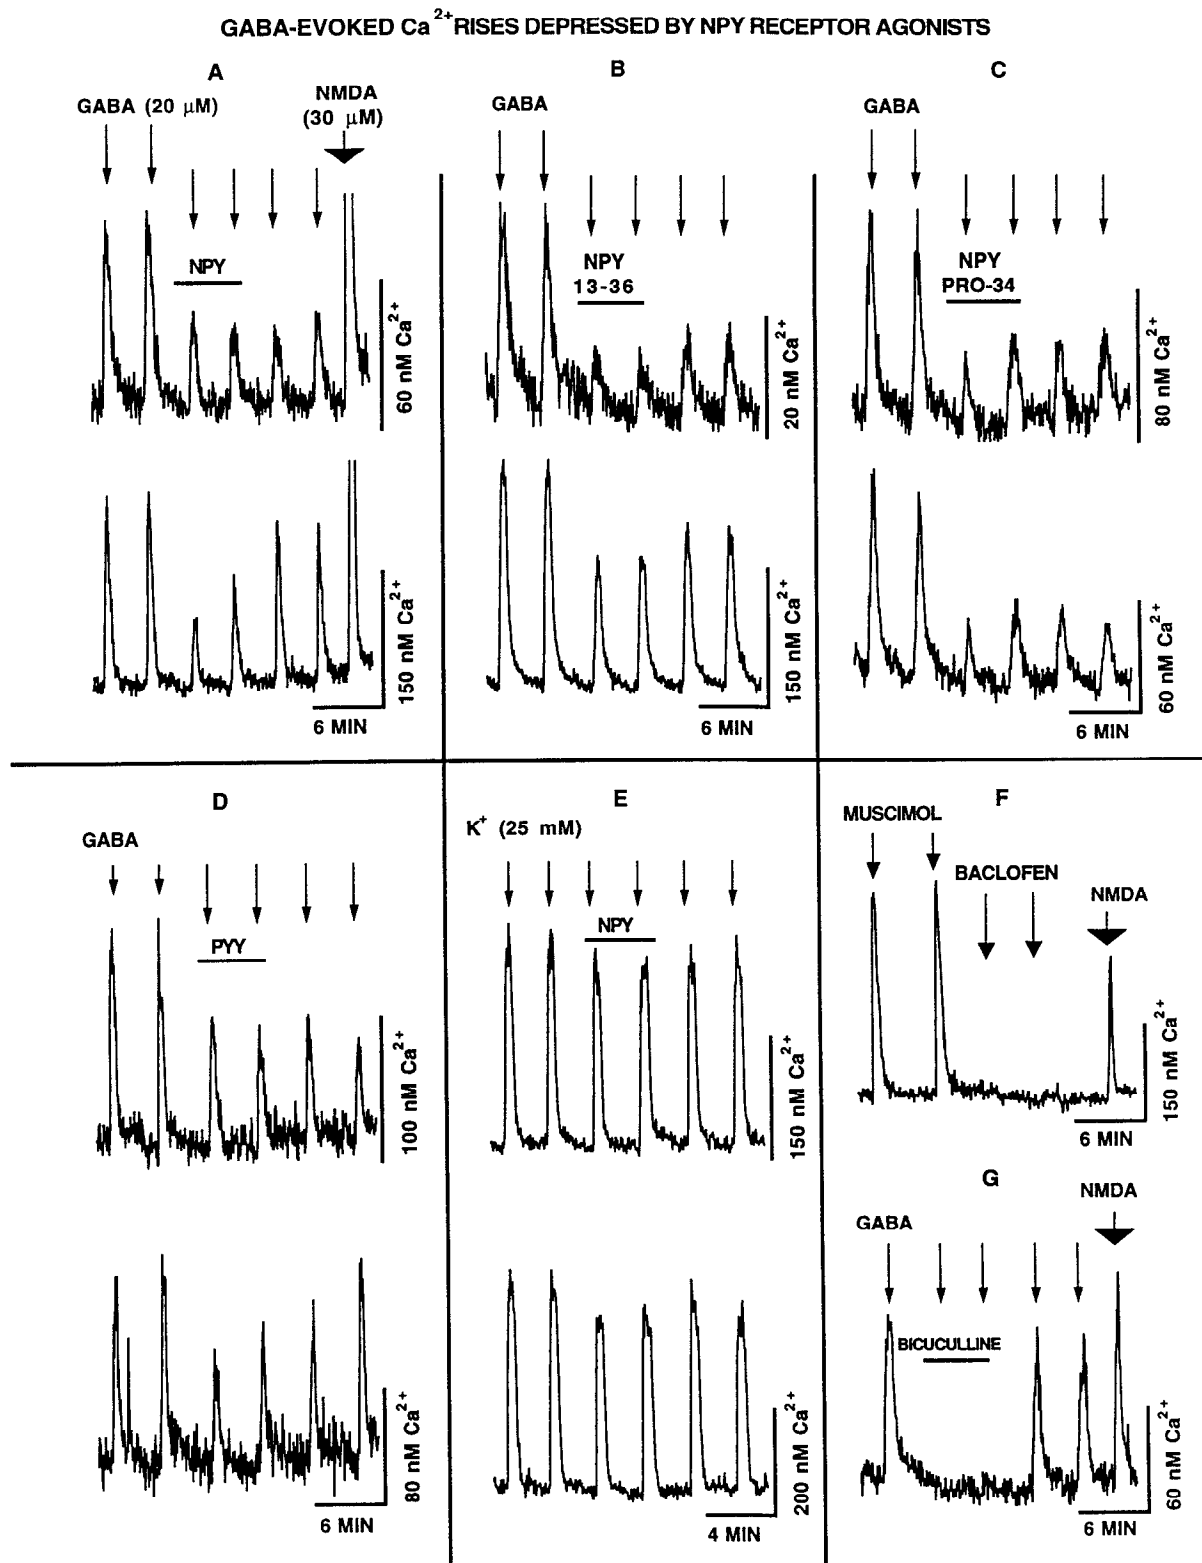 GABA-EVOKED Ca2+ RISES DEPRESSED BY NPY RECEPTOR AGONISTS
A
GABA (20 µM)
NMDA
(30 µM)
NPY
60 nM Ca2+
150 nM Ca2+
6 MIN
B
GABA
NPY
13-36
20 nM Ca2+
150 nM Ca2+
6 MIN
C
GABA
NPY
PRO-34
80 nM Ca2+
60 nM Ca2+
6 MIN
D
GABA
PYY
100 nM Ca2+
80 nM Ca2+
6 MIN
E
K+ (25 mM)
NPY
150 nM Ca2+
200 nM Ca2+
4 MIN
F
MUSCIMOL
BACLOFEN
NMDA
150 nM Ca2+
6 MIN
G
GABA
NMDA
BICUCULLINE
60 nM Ca2+
6 MIN